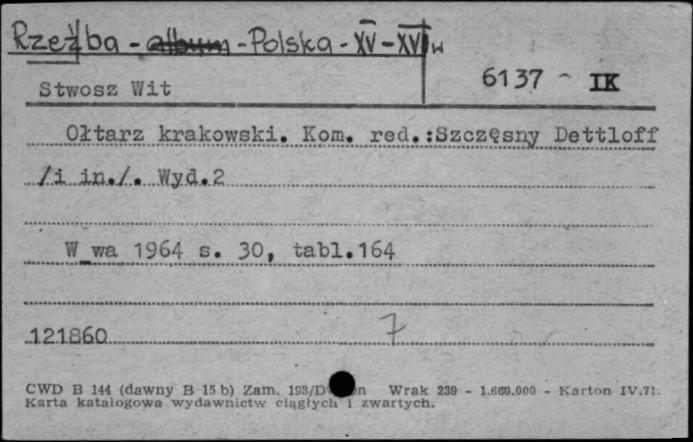 Rzeźba - album - Polska - XV - XVI w
Stwosz Wit
6137 - IK
Ołtarz krakowski. Kom. red.:Szczęsny Dettloff
/i in./. Wyd.2
W_wa 1964 s. 30, tabl.164
121860 7
CWD B 144 (dawny B 15 b) Zam. 193/D Wrak 239 - 1.660.000 - Karton IV.71.
Karta katalogowa wydawnictw ciągłych i zwartych.